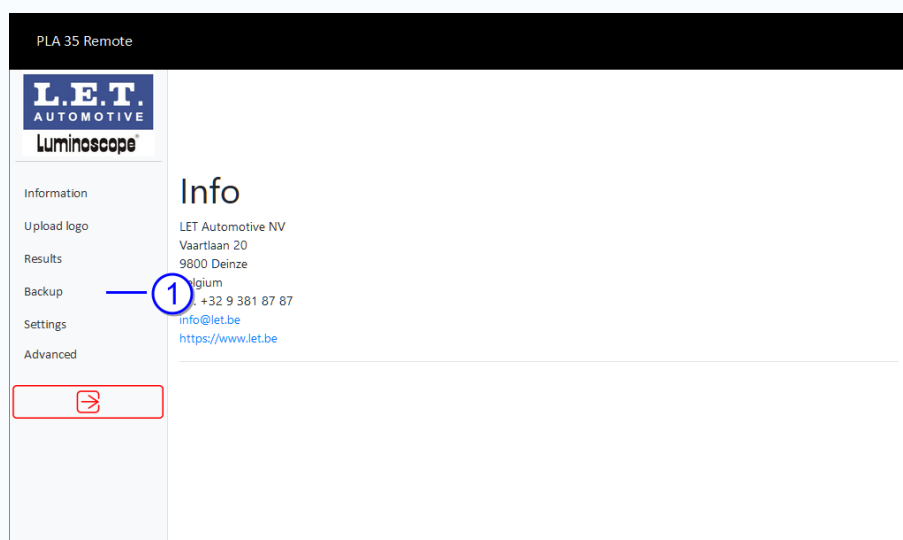 PLA 35 Remote
L.E.T.
AUTOMOTIVE
Luminoscope®
Information
Upload logo
Results
Backup
Settings
Advanced
1
Info
LET Automotive NV
Vaartlaan 20
9800 Deinze
elgium
. +32 9 381 87 87
info@let.be
https://www.let.be